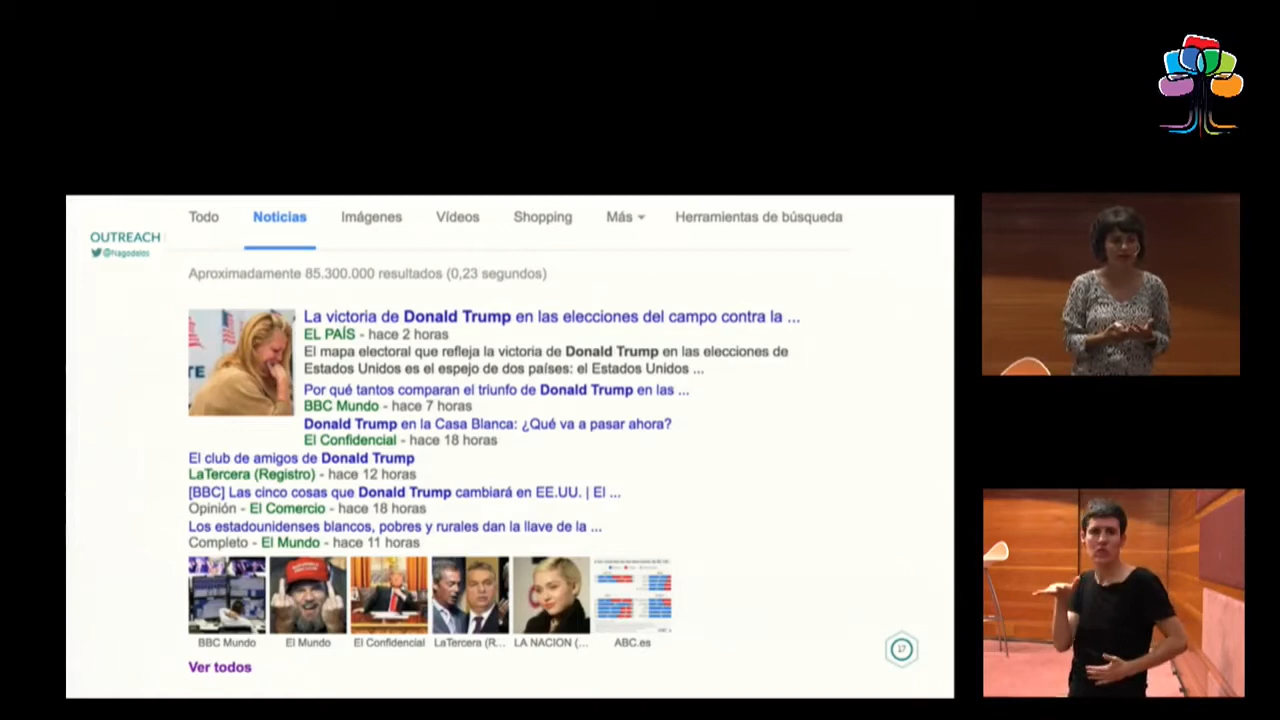 Todo Noticias Imágenes Vídeos Shopping Más Herramientas de búsqueda
OUTREACH
@Nagodelos
Aproximadamente 85.300.000 resultados (0,23 segundos)
La victoria de Donald Trump en las elecciones del campo contra la ...
EL PAÍS - hace 2 horas
El mapa electoral que refleja la victoria de Donald Trump en las elecciones de
Estados Unidos es el espejo de dos países: el Estados Unidos ...
Por qué tantos comparan el triunfo de Donald Trump en las ...
BBC Mundo - hace 7 horas
Donald Trump en la Casa Blanca: ¿Qué va a pasar ahora?
El Confidencial - hace 18 horas
El club de amigos de Donald Trump
LaTercera (Registro) - hace 12 horas
[BBC] Las cinco cosas que Donald Trump cambiará en EE.UU. | El ...
Opinión - El Comercio - hace 18 horas
Los estadounidenses blancos, pobres y rurales dan la llave de la ...
Completo - El Mundo - hace 11 horas
BBC Mundo El Mundo El Confidencial LaTercera (R... LA NACION (... ABC.es
Ver todos
17